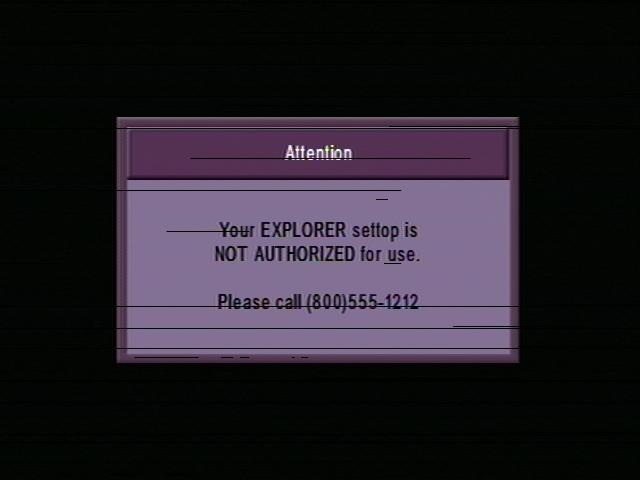 Attention
Your EXPLORER settop is
NOT AUTHORIZED for use.
Please call (800)555-1212